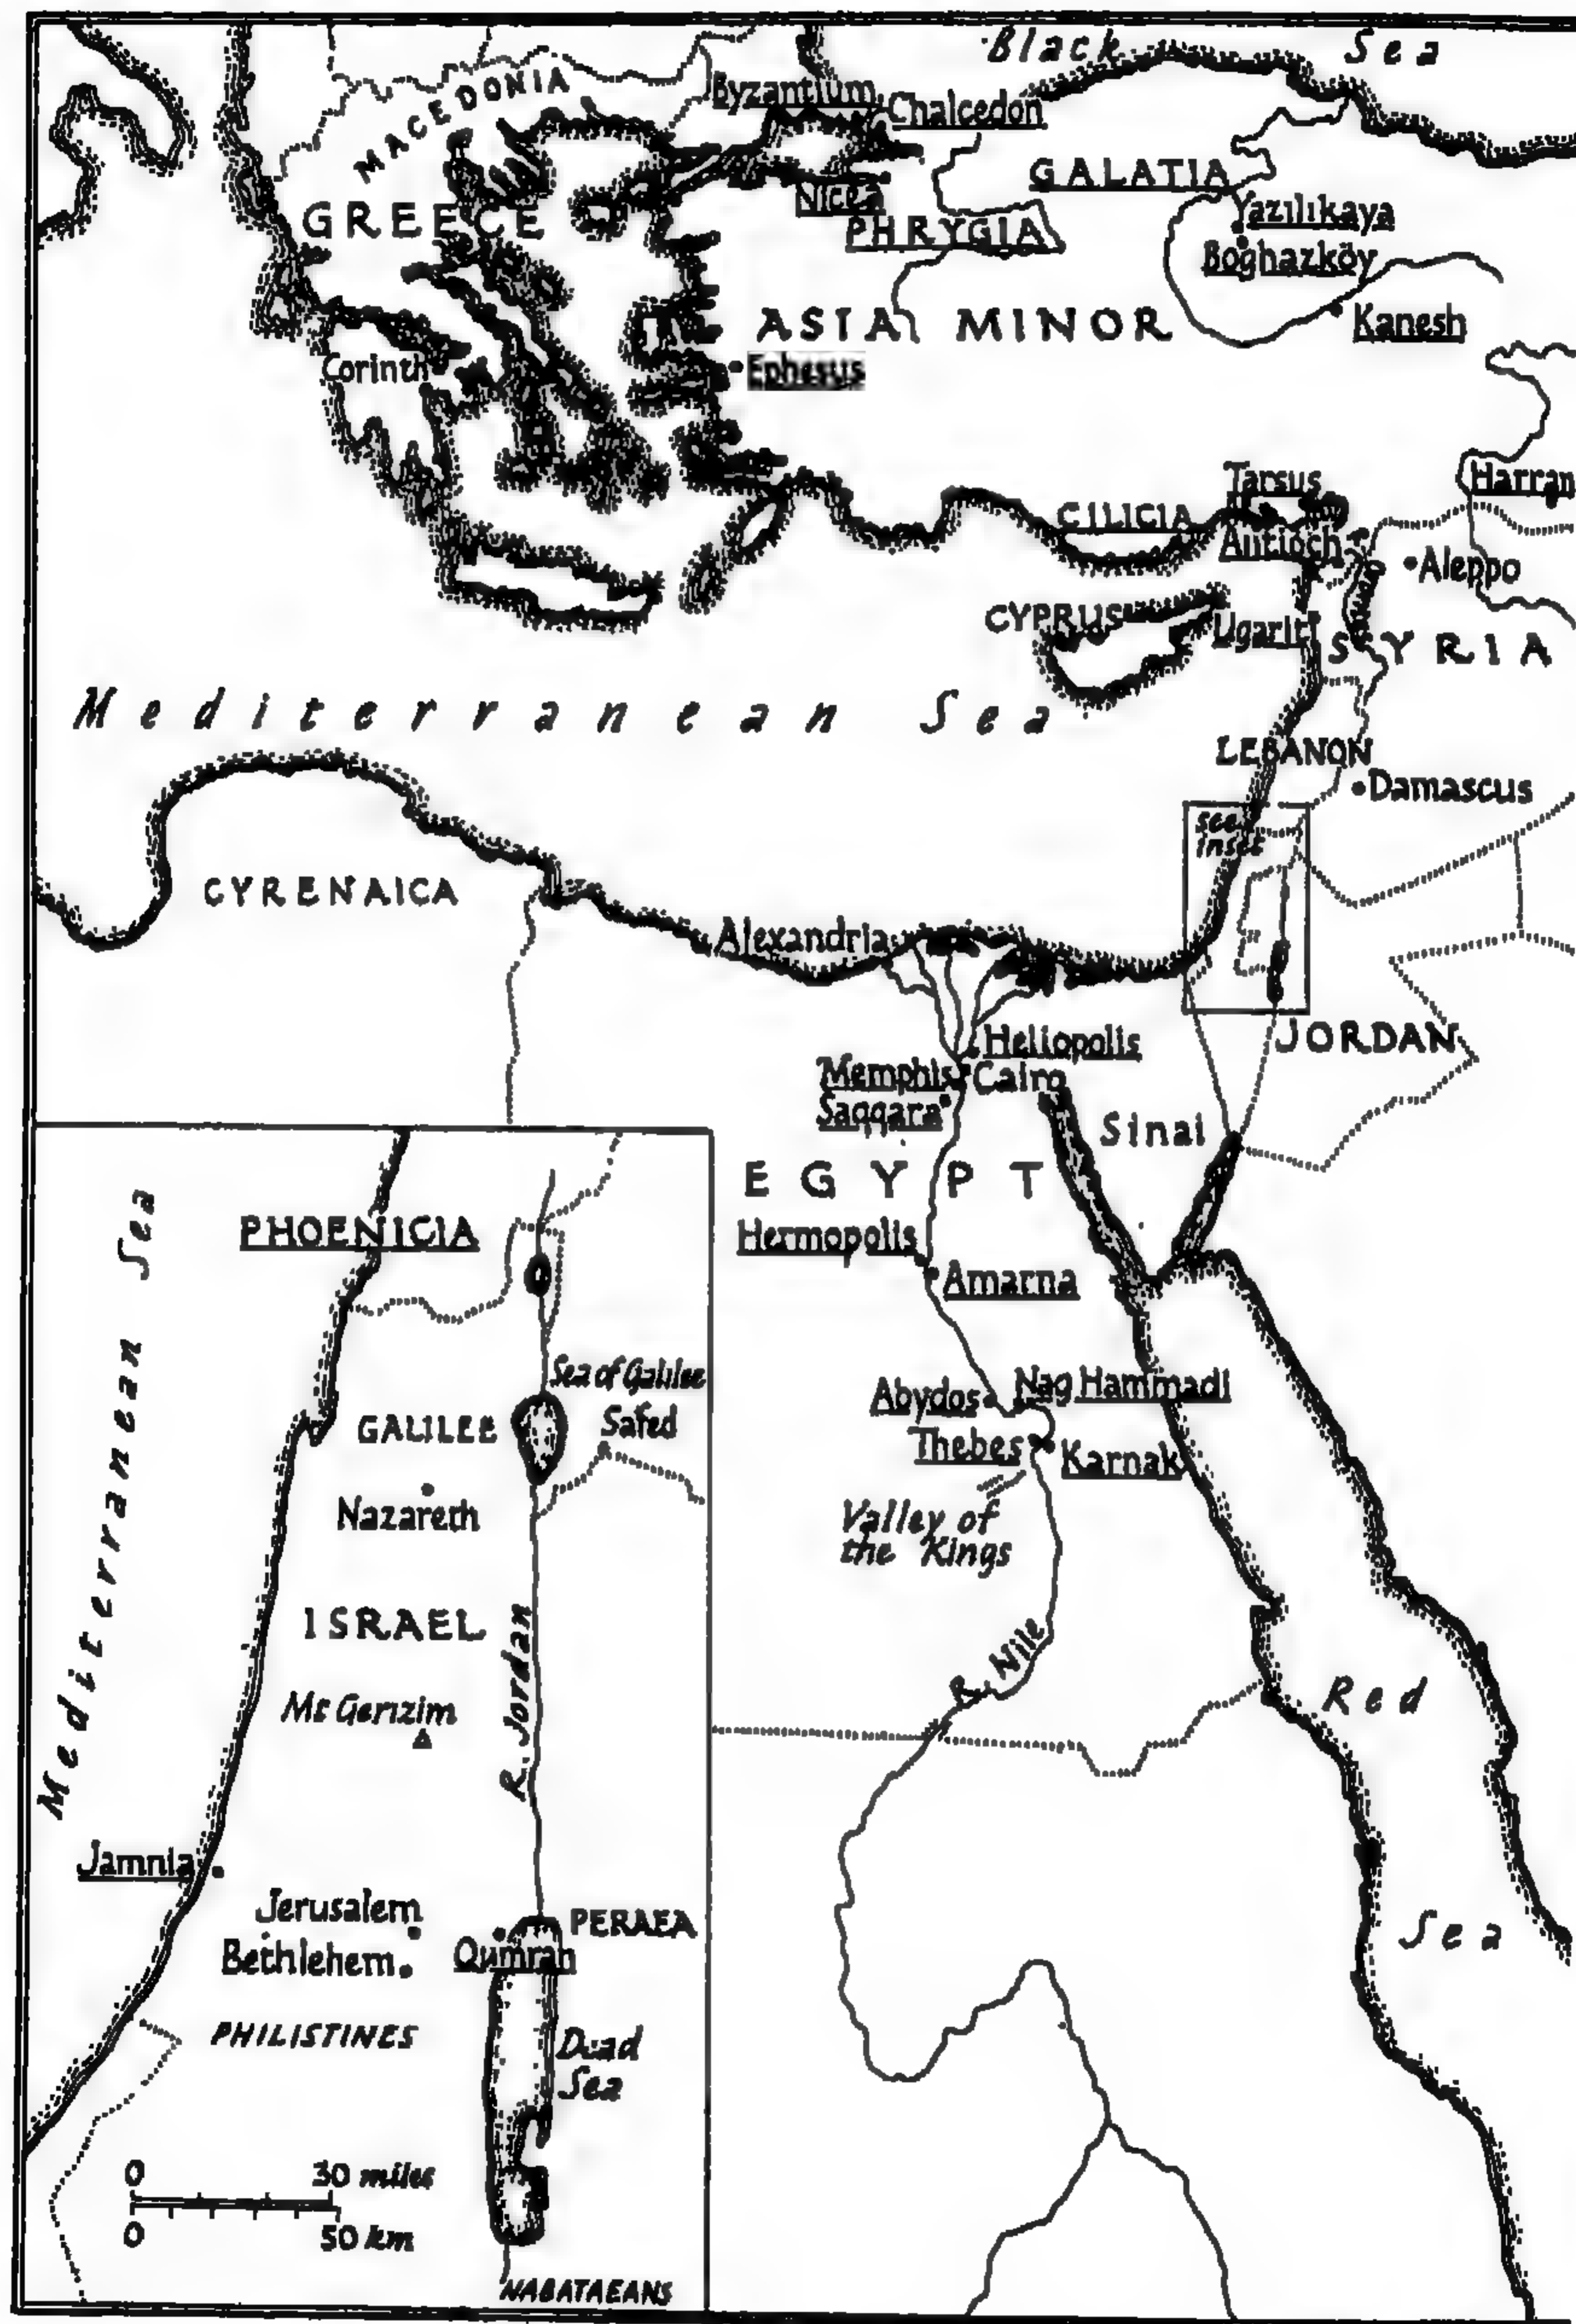 Black Sea
MACEDONIA
Byzantium
Chalcedon
GALATIA
Nicea
PHRYGIA
Yazılıkaya
Boghazköy
GREECE
ASIA MINOR
Kanesh
Corinth
Ephesus
Tarsus
Harran
CILICIA
Antioch
Aleppo
CYPRUS
Ugarit
SYRIA
Mediterranean Sea
LEBANON
Damascus
see
inset
CYRENAICA
Alexandria
JORDAN
Heliopolis
Memphis
Cairo
Saqqara
Sinai
EGYPT
Hermopolis
Amarna
Abydos
Nag Hammadi
Thebes
Karnak
Valley of
the Kings
R. Nile
Red
Sea
Mediterranean Sea
PHOENICIA
Sea of Galilee
GALILEE
Safed
Nazareth
ISRAEL
R. Jordan
Mt Gerizim
Jamnia
Jerusalem
PERAEA
Bethlehem
Qumran
PHILISTINES
Dead
Sea
0 30 miles
0 50 km
NABATAEANS